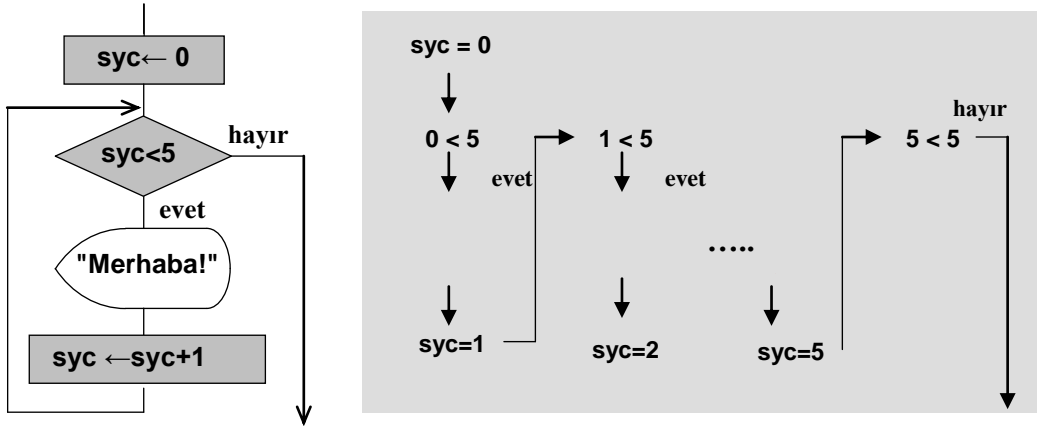 syc← 0
syc<5
hayır
evet
"Merhaba!"
syc ←syc+1
syc = 0
0 < 5
evet
syc=1
1 < 5
evet
syc=2
.....
syc=5
5 < 5
hayır